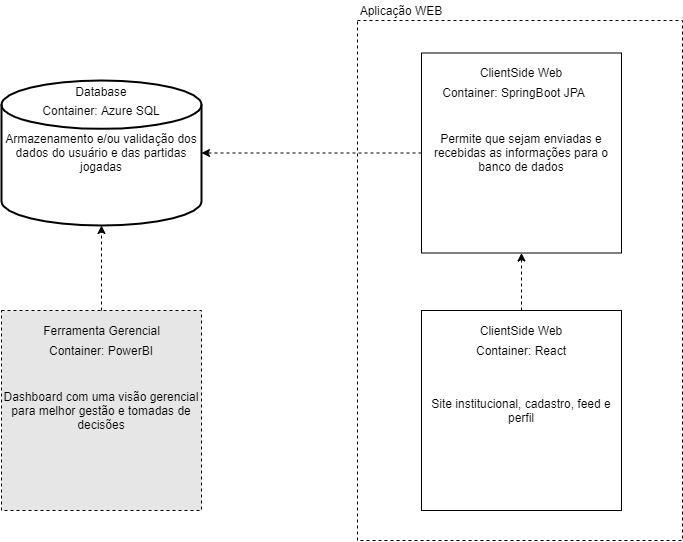 Aplicação WEB
ClientSide Web
Container: SpringBoot JPA
Permite que sejam enviadas e
recebidas as informações para o
banco de dados
Database
Container: Azure SQL
Armazenamento e/ou validação dos
dados do usuário e das partidas
jogadas
Ferramenta Gerencial
Container: PowerBI
Dashboard com uma visão gerencial
para melhor gestão e tomadas de
decisões
ClientSide Web
Container: React
Site institucional, cadastro, feed e
perfil